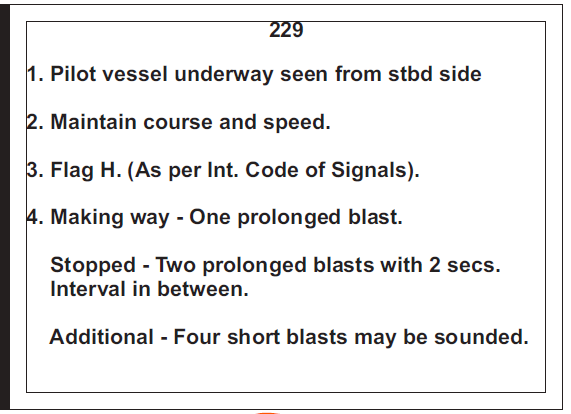 229
1. Pilot vessel underway seen from stbd side
2. Maintain course and speed.
3. Flag H. (As per Int. Code of Signals).
4. Making way - One prolonged blast.
Stopped - Two prolonged blasts with 2 secs.
Interval in between.
Additional - Four short blasts may be sounded.